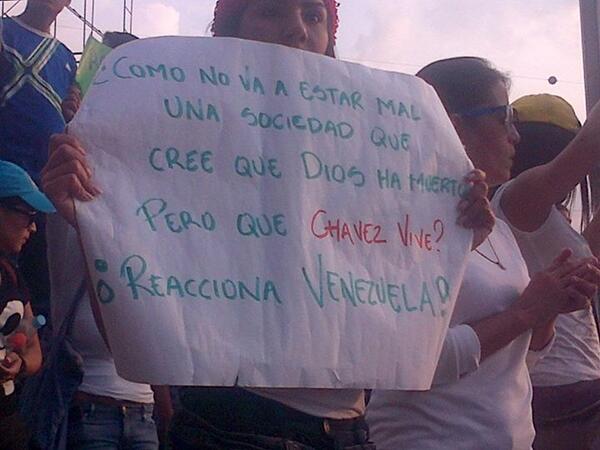 ¿COMO NO VA A ESTAR MAL
UNA SOCIEDAD QUE
CREE QUE DIOS HA MUERTO
PERO QUE CHAVEZ VIVE?
¡REACCIONA VENEZUELA!